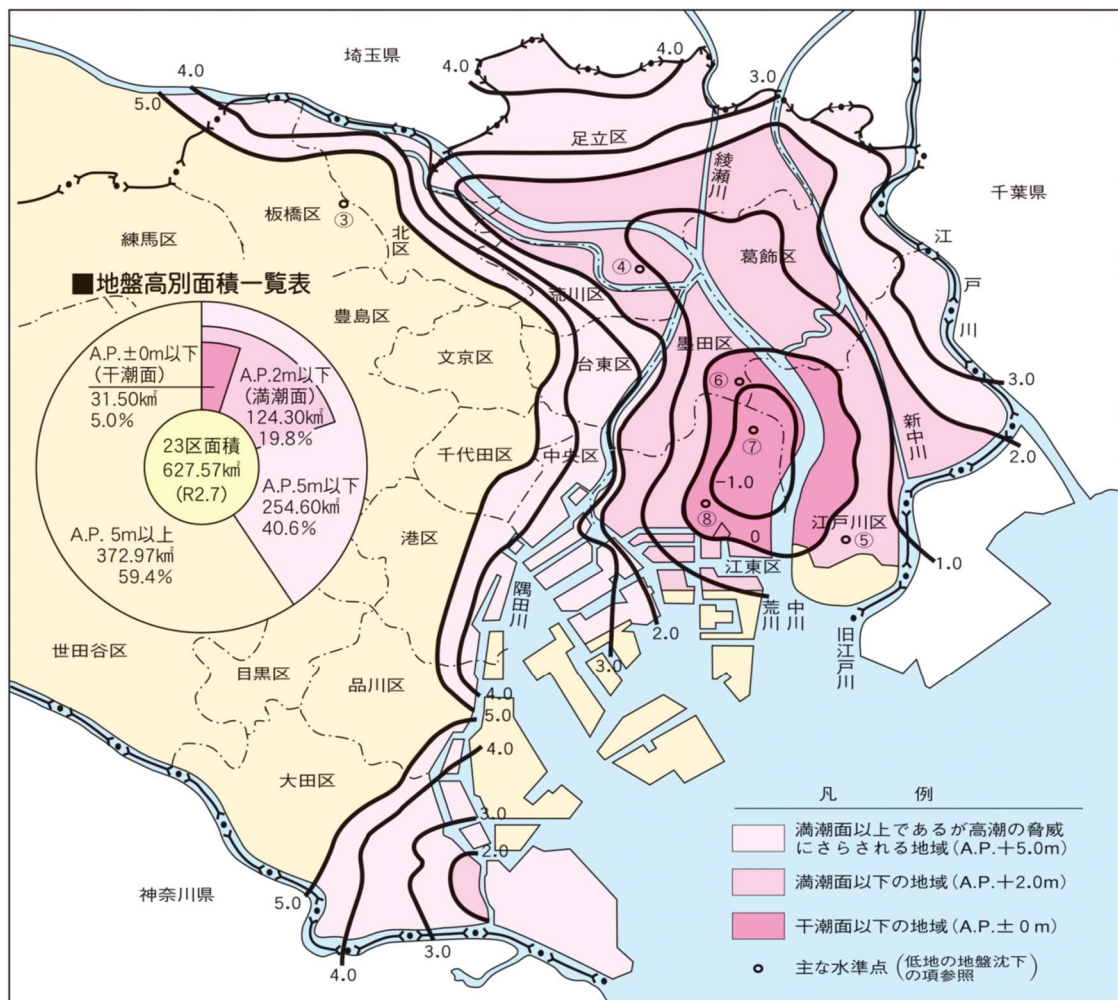 埼玉県
4.0
4.0
4.0
5.0
3.0
足立区
綾瀬川
千葉県
板橋区
③
練馬区
北区
江戸川
④
葛飾区
荒川区
豊島区
文京区
台東区
墨田区
⑥
⑦
-1.0
⑧
0
3.0
2.0
新中川
千代田区
中央区
江戸川区
⑤
1.0
港区
江東区
隅田川
荒川
中川
旧江戸川
2.0
3.0
世田谷区
目黒区
品川区
4.0
5.0
4.0
大田区
3.0
2.0
神奈川県
5.0
4.0
3.0
■地盤高別面積一覧表
A.P.±0m以下
(干潮面)
31.50k㎡
5.0%
A.P.2m以下
(満潮面)
124.30k㎡
19.8%
23区面積
627.57k㎡
(R2.7)
A.P.5m以下
254.60k㎡
40.6%
A.P. 5m以上
372.97k㎡
59.4%
凡 例
満潮面以上であるが高潮の脅威
にさらされる地域(A.P.+5.0m)
満潮面以下の地域(A.P.+2.0m)
干潮面以下の地域(A.P.±0m)
主な水準点(低地の地盤沈下
の項参照)